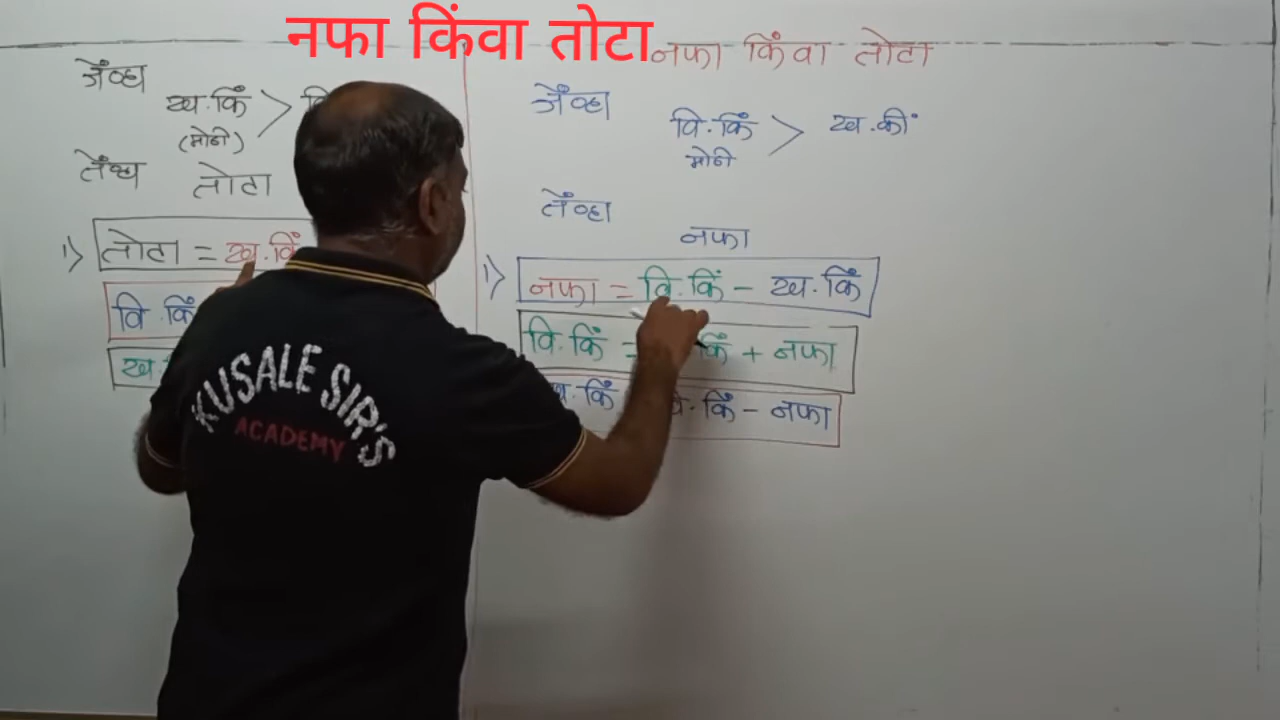 नफा किंवा तोटा
नफा किंवा तोटा
जेंव्हा
ख.किं >
(मोठी)
तोटा
1) तोटा = ख.किं
वि.किं
ख.
जेंव्हा
वि.किं > ख.कीं
मोठी
तेंव्हा
नफा
1) नफा = वि.किं - ख.किं
वि.किं = किं + नफा
किं वि.किं - नफा
KUSALE SIR'S
ACADEMY